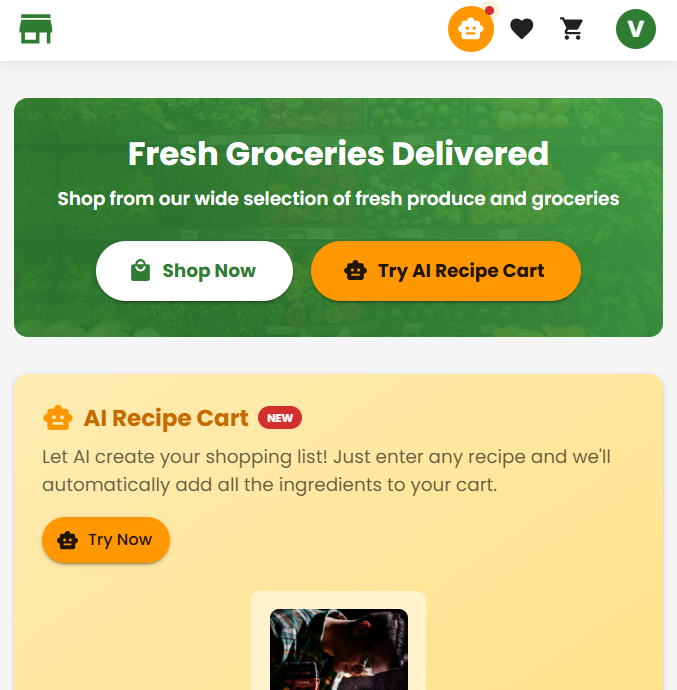 V
Fresh Groceries Delivered
Shop from our wide selection of fresh produce and groceries
Shop Now
Try AI Recipe Cart
AI Recipe Cart NEW
Let AI create your shopping list! Just enter any recipe and we'll
automatically add all the ingredients to your cart.
Try Now